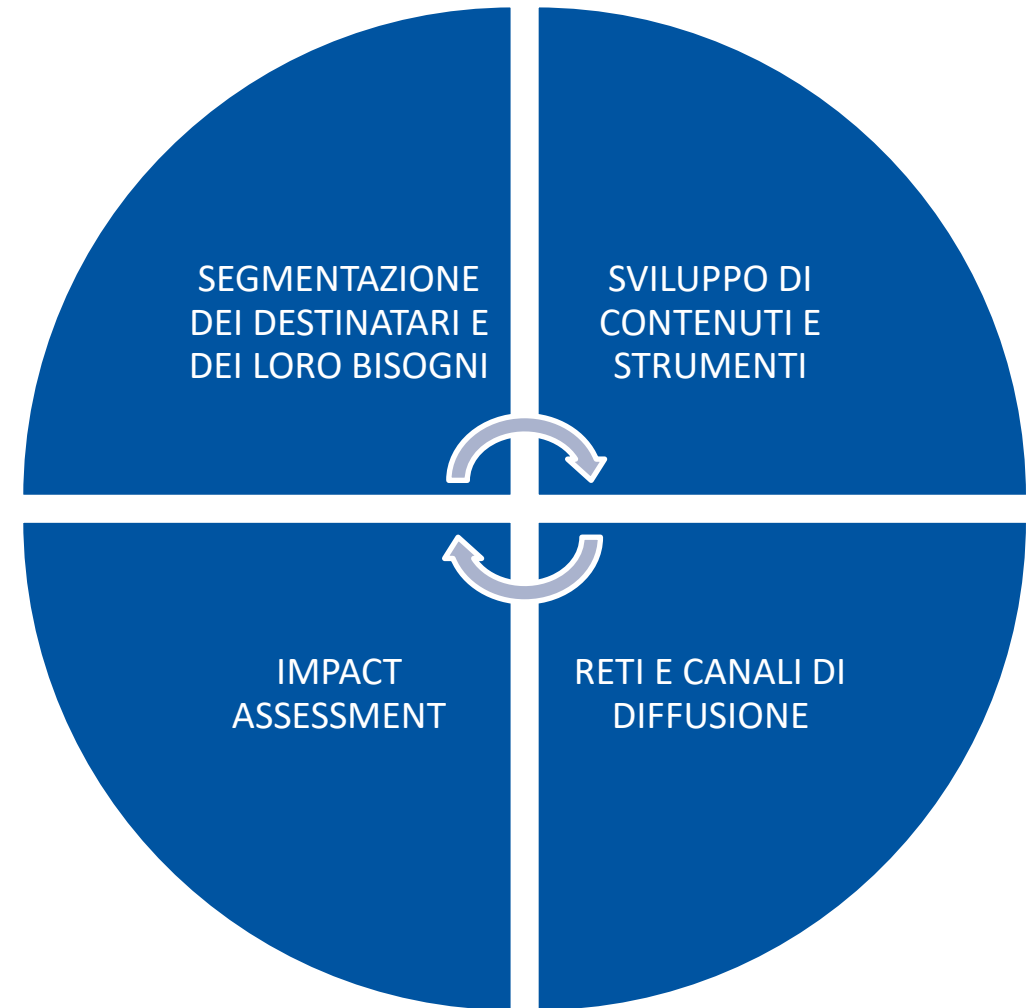 SEGMENTAZIONE
DEI DESTINATARI E
DEI LORO BISOGNI
SVILUPPO DI
CONTENUTI E
STRUMENTI
IMPACT
ASSESSMENT
RETI E CANALI DI
DIFFUSIONE